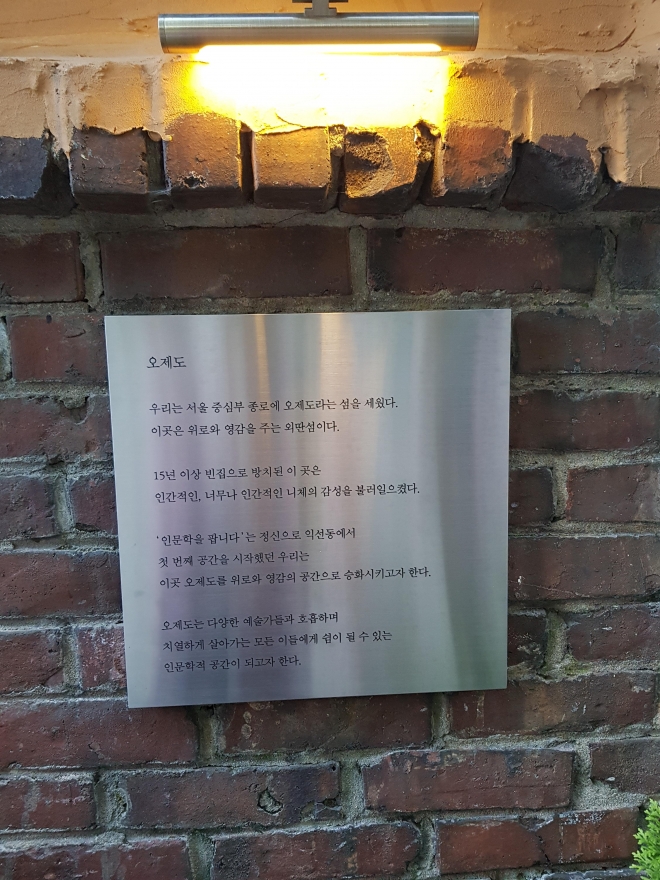 오제도
우리는 서울 중심부 종로에 오제도라는 섬을 세웠다.
이곳은 위로와 영감을 주는 외딴섬이다.
15년 이상 빈집으로 방치된 이 곳은
인간적인, 너무나 인간적인 니체의 감성을 불러일으켰다.
'인문학을 팝니다'는 정신으로 익선동에서
첫 번째 공간을 시작했던 우리는
이곳 오제도를 위로와 영감의 공간으로 승화시키고자 한다.
오제도는 다양한 예술가들과 호흡하며
치열하게 살아가는 모든 이들에게 쉼이 될 수 있는
인문학적 공간이 되고자 한다.